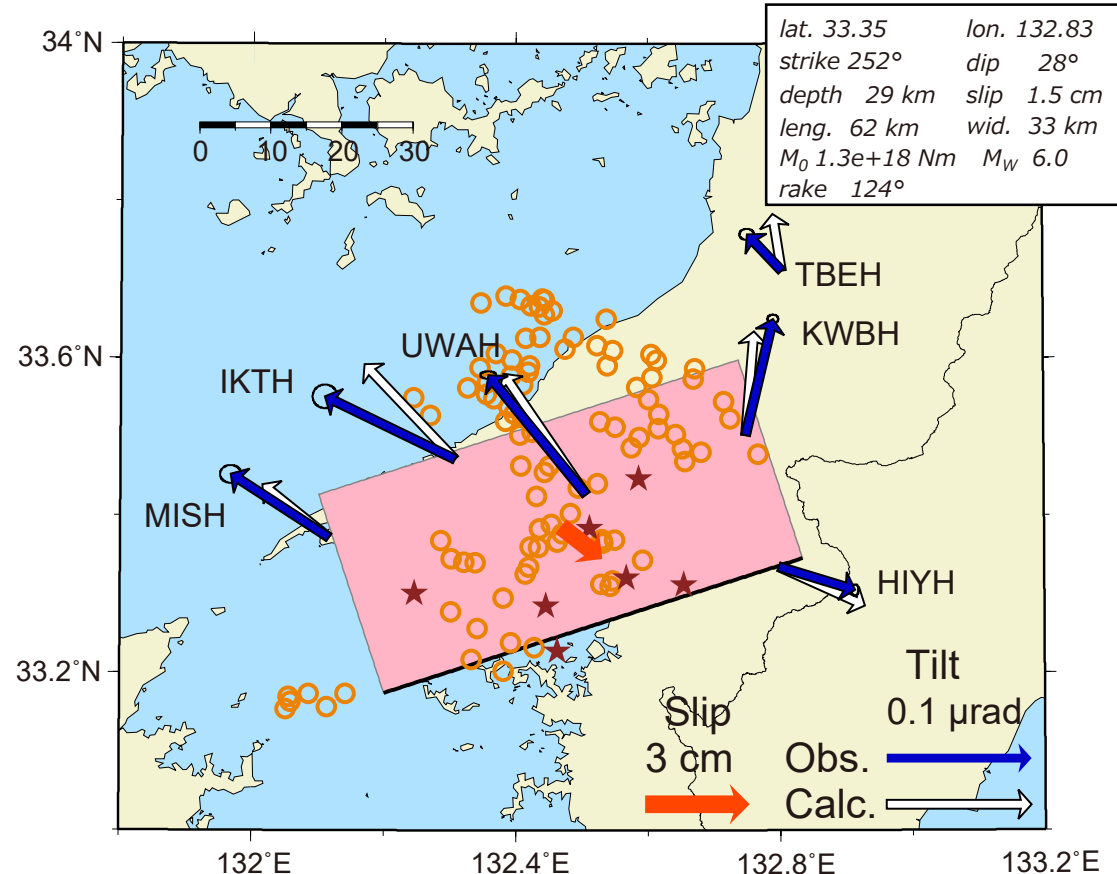 34˚N
33.6˚N
33.2˚N
132˚E
132.4˚E
132.8˚E
133.2˚E
0 10 20 30
lat. 33.35 lon. 132.83
strike 252° dip 28°
depth 29 km slip 1.5 cm
leng. 62 km wid. 33 km
M0 1.3e+18 Nm MW 6.0
rake 124°
TBEH
KWBH
UWAH
IKTH
MISH
HIYH
Slip
3 cm
Tilt
0.1 μrad
Obs.
Calc.